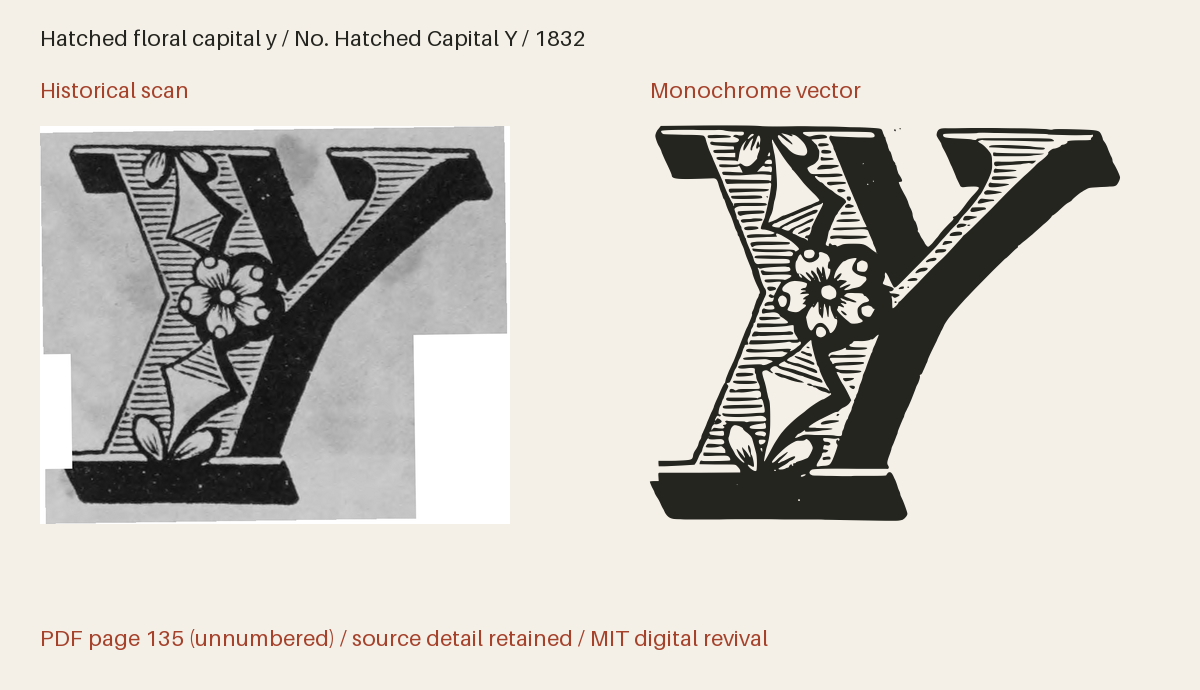 Hatched floral capital y / No. Hatched Capital Y / 1832
Historical scan
Monochrome vector
Y
Y
PDF page 135 (unnumbered) / source detail retained / MIT digital revival